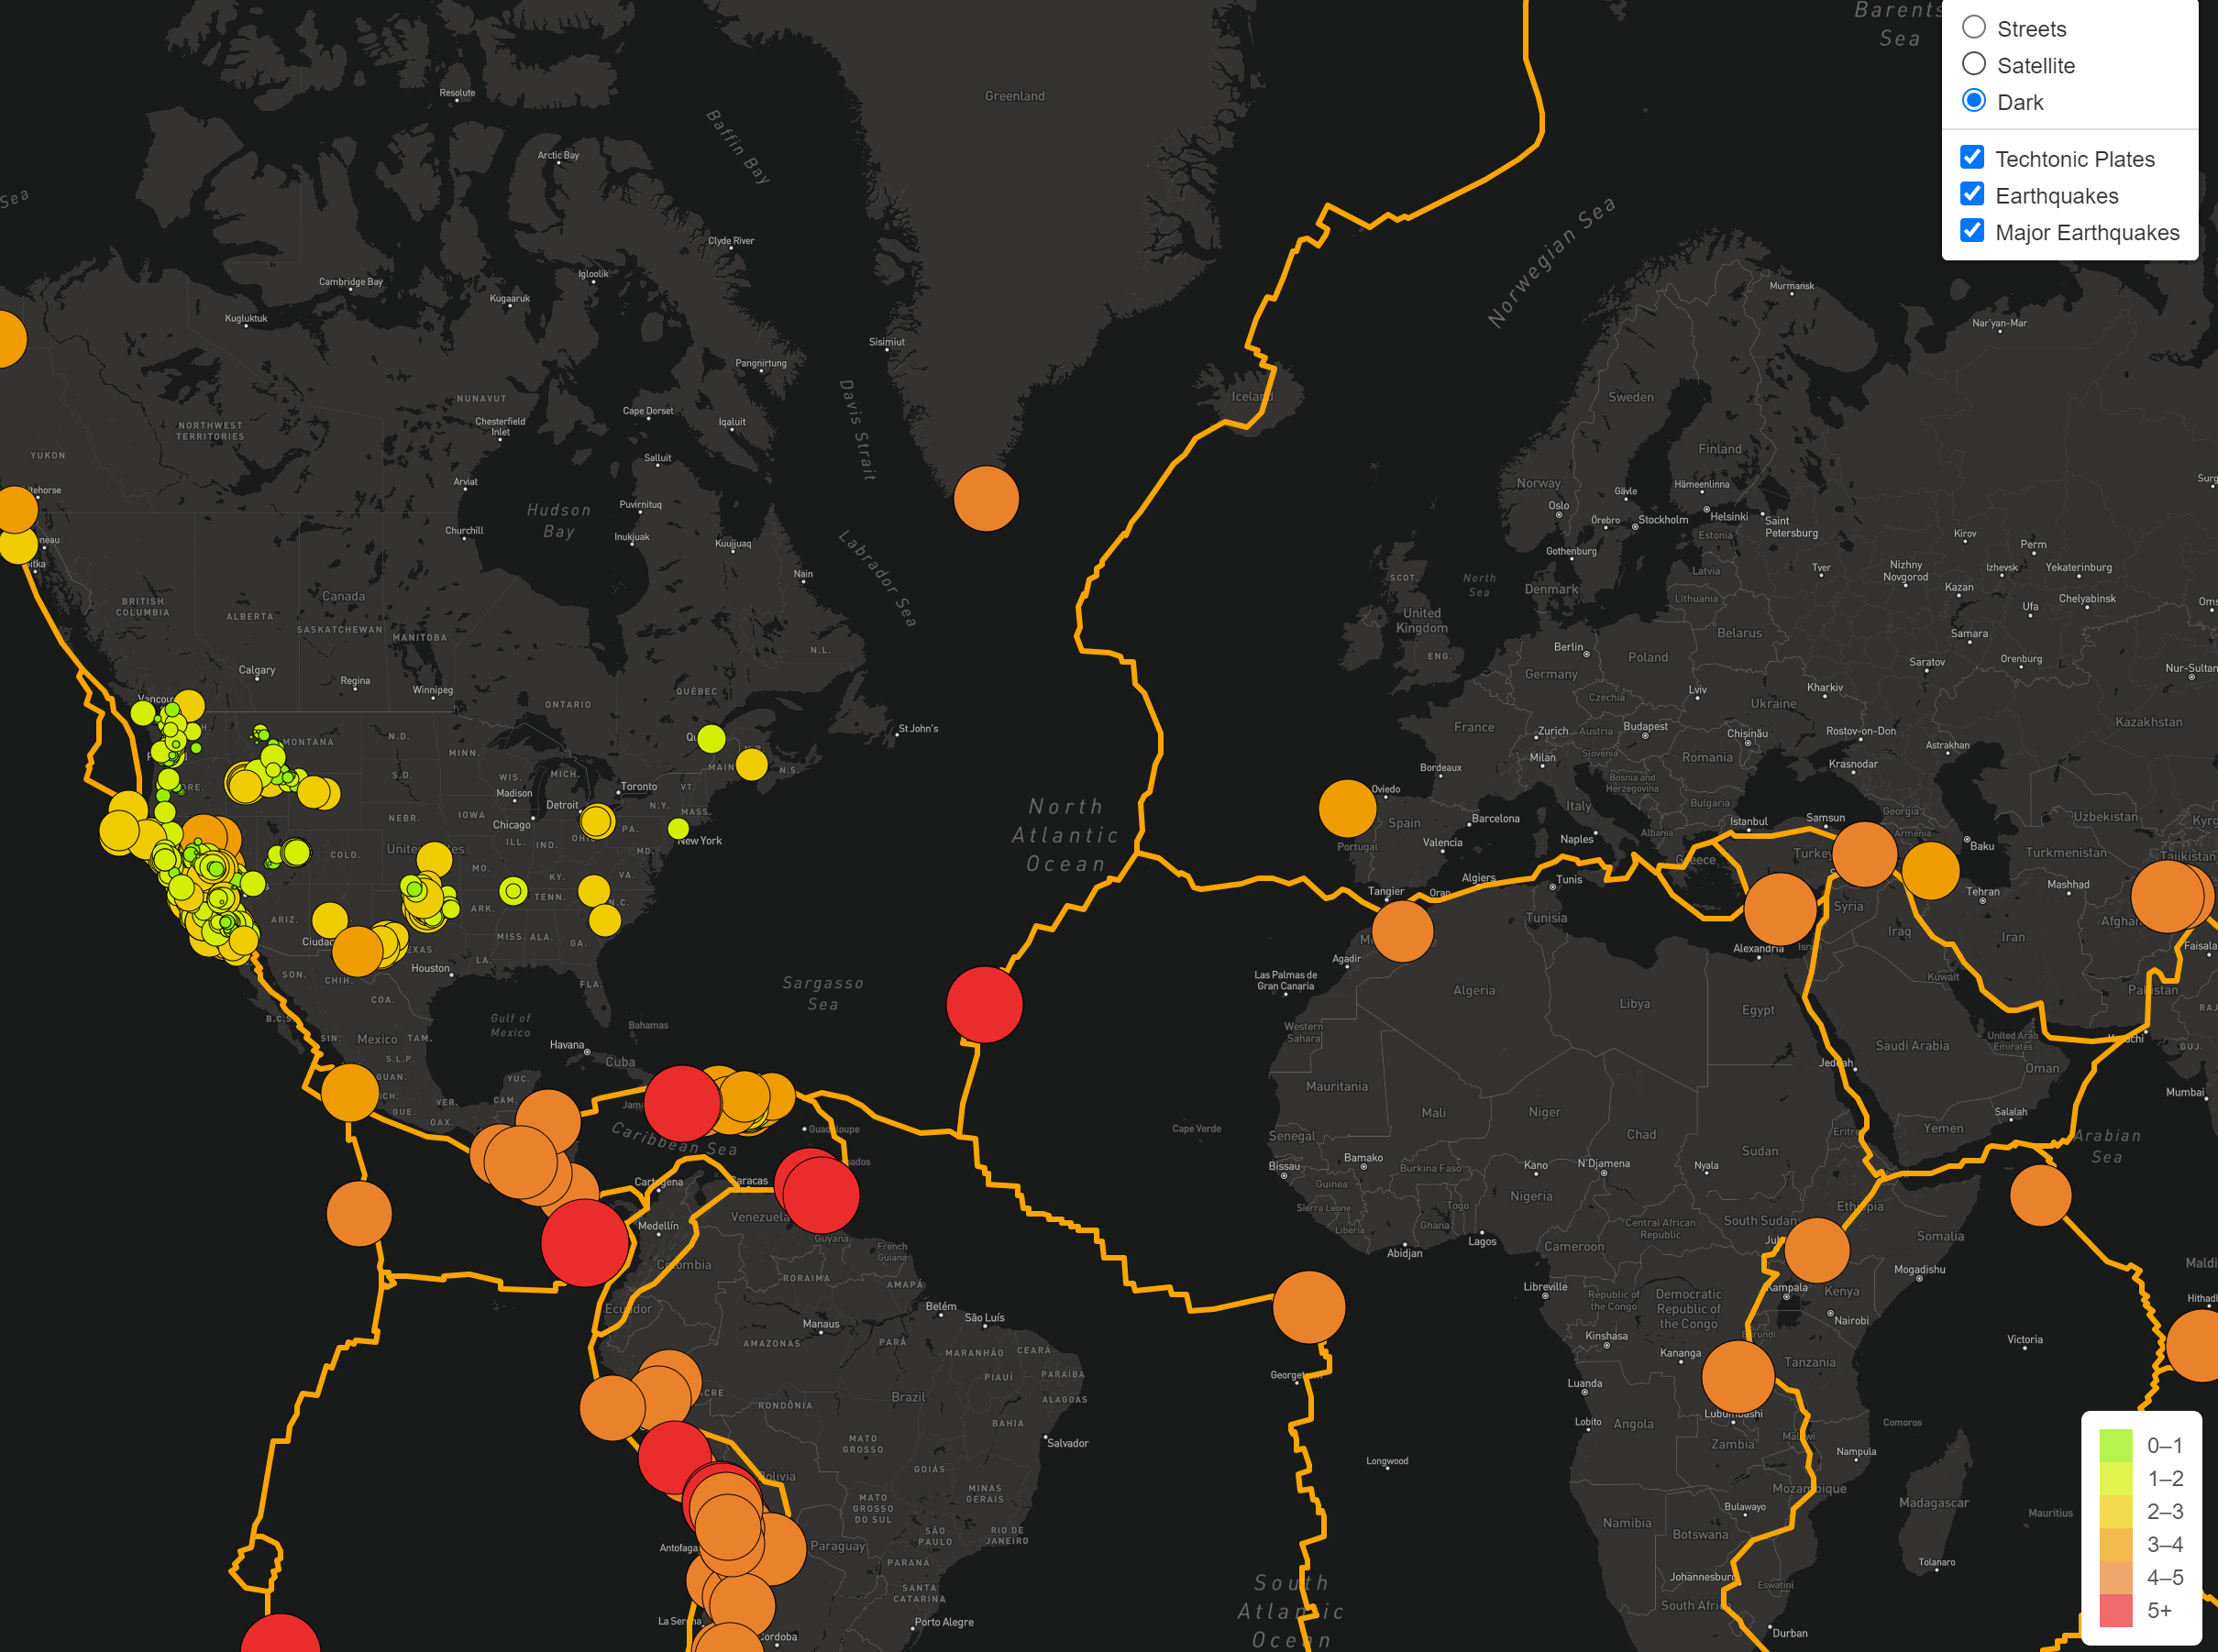 Barents
Sea
Streets
Satellite
Dark
Techtonic Plates
Earthquakes
Major Earthquakes
Greenland
Resolute
Baffin Bay
Arctic Bay
Sea
Clyde River
Igloolik
Cambridge Bay
Kugaaruk
Kugluktuk
Norwegian Sea
Murmansk
Nar'yan-Mar
Sisimiut
Pangnirtung
Davis Strait
Iceland
NUNAVUT
Cape Dorset
Iqaluit
Chesterfield
Inlet
NORTHWEST
TERRITORIES
YUKON
Salluit
Sweden
Finland
Norway
Arviat
Puvirnituq
Hudson
Bay
Churchill
Inukjuak
Kuujjuaq
Labrador Sea
Nain
Gävle
Hämeenlinna
Oslo
Örebro
Stockholm
Helsinki
Saint
Petersburg
Estonia
Gothenburg
Kirov
Perm
Latvia
Tver
Nizhny
Novgorod
Izhevsk
Yekaterinburg
Kazan
Chelyabinsk
Ufa
SCOT.
North
Sea
Denmark
Lithuania
BRITISH
COLUMBIA
Canada
ALBERTA
SASKATCHEWAN
MANITOBA
United
Kingdom
Belarus
Samara
N.L.
ENG.
Berlin
Poland
Germany
Saratov
Orenburg
Nur-Sultan
Calgary
Regina
Winnipeg
QUÉBEC
ONTARIO
Czechia
Lviv
Kharkiv
Ukraine
Kazakhstan
St John's
France
Zurich
Austria
Budapest
Chișinău
Rostov-on-Don
Astrakhan
MONTANA
N.D.
MINN.
Slovenia
Milan
Romania
Krasnodar
Bordeaux
Bosnia and
Herzegovina
S.D.
WIS.
MICH.
N.S.
VT.
Toronto
Madison
Detroit
N.Y.
MASS.
Oviedo
Italy
Bulgaria
Georgia
Uzbekistan
NEBR.
IOWA
Chicago
PA.
Spain
Barcelona
Istanbul
Samsun
Naples
Albania
Armenia
ILL.
IND.
New York
Portugal
Valencia
Baku
North
Atlantic
Ocean
COLO.
MD.
Greece
Turkmenistan
MO.
KY.
VA.
Algiers
Tunis
Tangier
Oran
Tehran
Mashhad
ARIZ.
ARK.
TENN.
N.C.
Tunisia
Syria
MISS.
ALA.
GA.
Iraq
Iran
Alexandria
Houston
LA.
Agadir
Las Palmas de
Gran Canaria
SON.
CHIH.
FLA.
Sargasso
Sea
Algeria
Libya
Egypt
Kuwait
Pakistan
COA.
Gulf of
Mexico
Bahamas
Western
Sahara
SIN.
Mexico
TAM.
Havana
Cuba
S.L.P.
Saudi Arabia
United Arab
Emirates
GUJ.
Jeddah
Oman
Mumbai
YUC.
CAM.
VER.
GUE.
OAX.
Mauritania
Mali
Niger
Chad
Sudan
Salalah
Yemen
Arabian
Sea
Caribbean Sea
Guadeloupe
Cape Verde
Senegal
Bissau
Bamako
Burkina Faso
Kano
N'Djamena
Nyala
Guinea
Cartagena
Caracas
Venezuela
Medellín
Guyana
Sierra Leone
Liberia
Togo
Ghana
Nigeria
Central African
Republic
South Sudan
Ethiopia
Somalia
Abidjan
Lagos
Cameroon
French
Guiana
Colombia
RORAIMA
AMAPÁ
Mogadishu
Libreville
Republic of
the Congo
Democratic
Republic of
the Congo
Kampala
Kenya
Nairobi
Ecuador
Belém
São Luís
Manaus
Kinshasa
Burundi
Victoria
AMAZONAS
PARÁ
MARANHÃO
CEARÁ
PIAUÍ
PARAÍBA
Kananga
Tanzania
ACRE
RONDÔNIA
Brazil
ALAGOAS
BAHIA
Luanda
Lobito
Angola
Lubumbashi
Zambia
Comoros
Malawi
Nampula
MATO
GROSSO
Salvador
Longwood
Bolivia
GOIÁS
MINAS
GERAIS
MATO
GROSSO
DO SUL
Mozambique
Bulawayo
Madagascar
Mauritius
Namibia
Botswana
SÃO
PAULO
RIO DE
JANEIRO
Paraguay
PARANÁ
SANTA
CATARINA
Tolanaro
Johannesburg
Eswatini
South Africa
Durban
South
Atlantic
Ocean
La Serena
Porto Alegre
Cordoba
0–1
1–2
2–3
3–4
4–5
5+